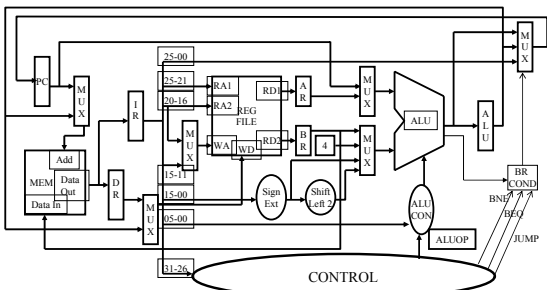 25-00
M
U
X
PC
M
U
X
I
R
25-21
20-16
RA1
RA2
REG
FILE
RD1
A
R
M
U
X
ALU
A
L
U
M
U
X
WA
WD
RD2
B
R
4
M
U
X
Add
MEM
Data
Out
Data In
D
R
M
U
X
15-11
15-00
05-00
Sign
Ext
Shift
Left 2
ALU
CON
ALUOP
BR
COND
BNE
BEQ
JUMP
31-26
CONTROL